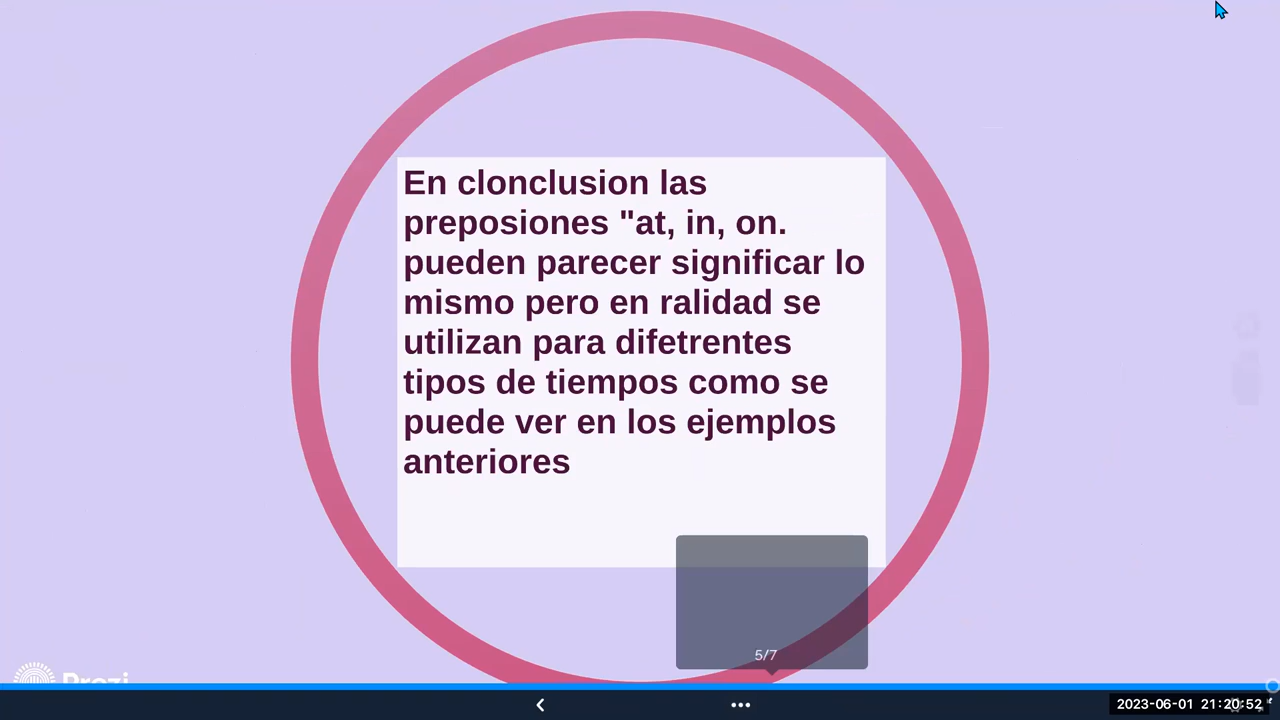 En clonclusion las
preposiones "at, in, on.
pueden parecer significar lo
mismo pero en ralidad se
utilizan para difetrentes
tipos de tiempos como se
puede ver en los ejemplos
anteriores
5/7
Prezi
2023-06-01 21:20:52